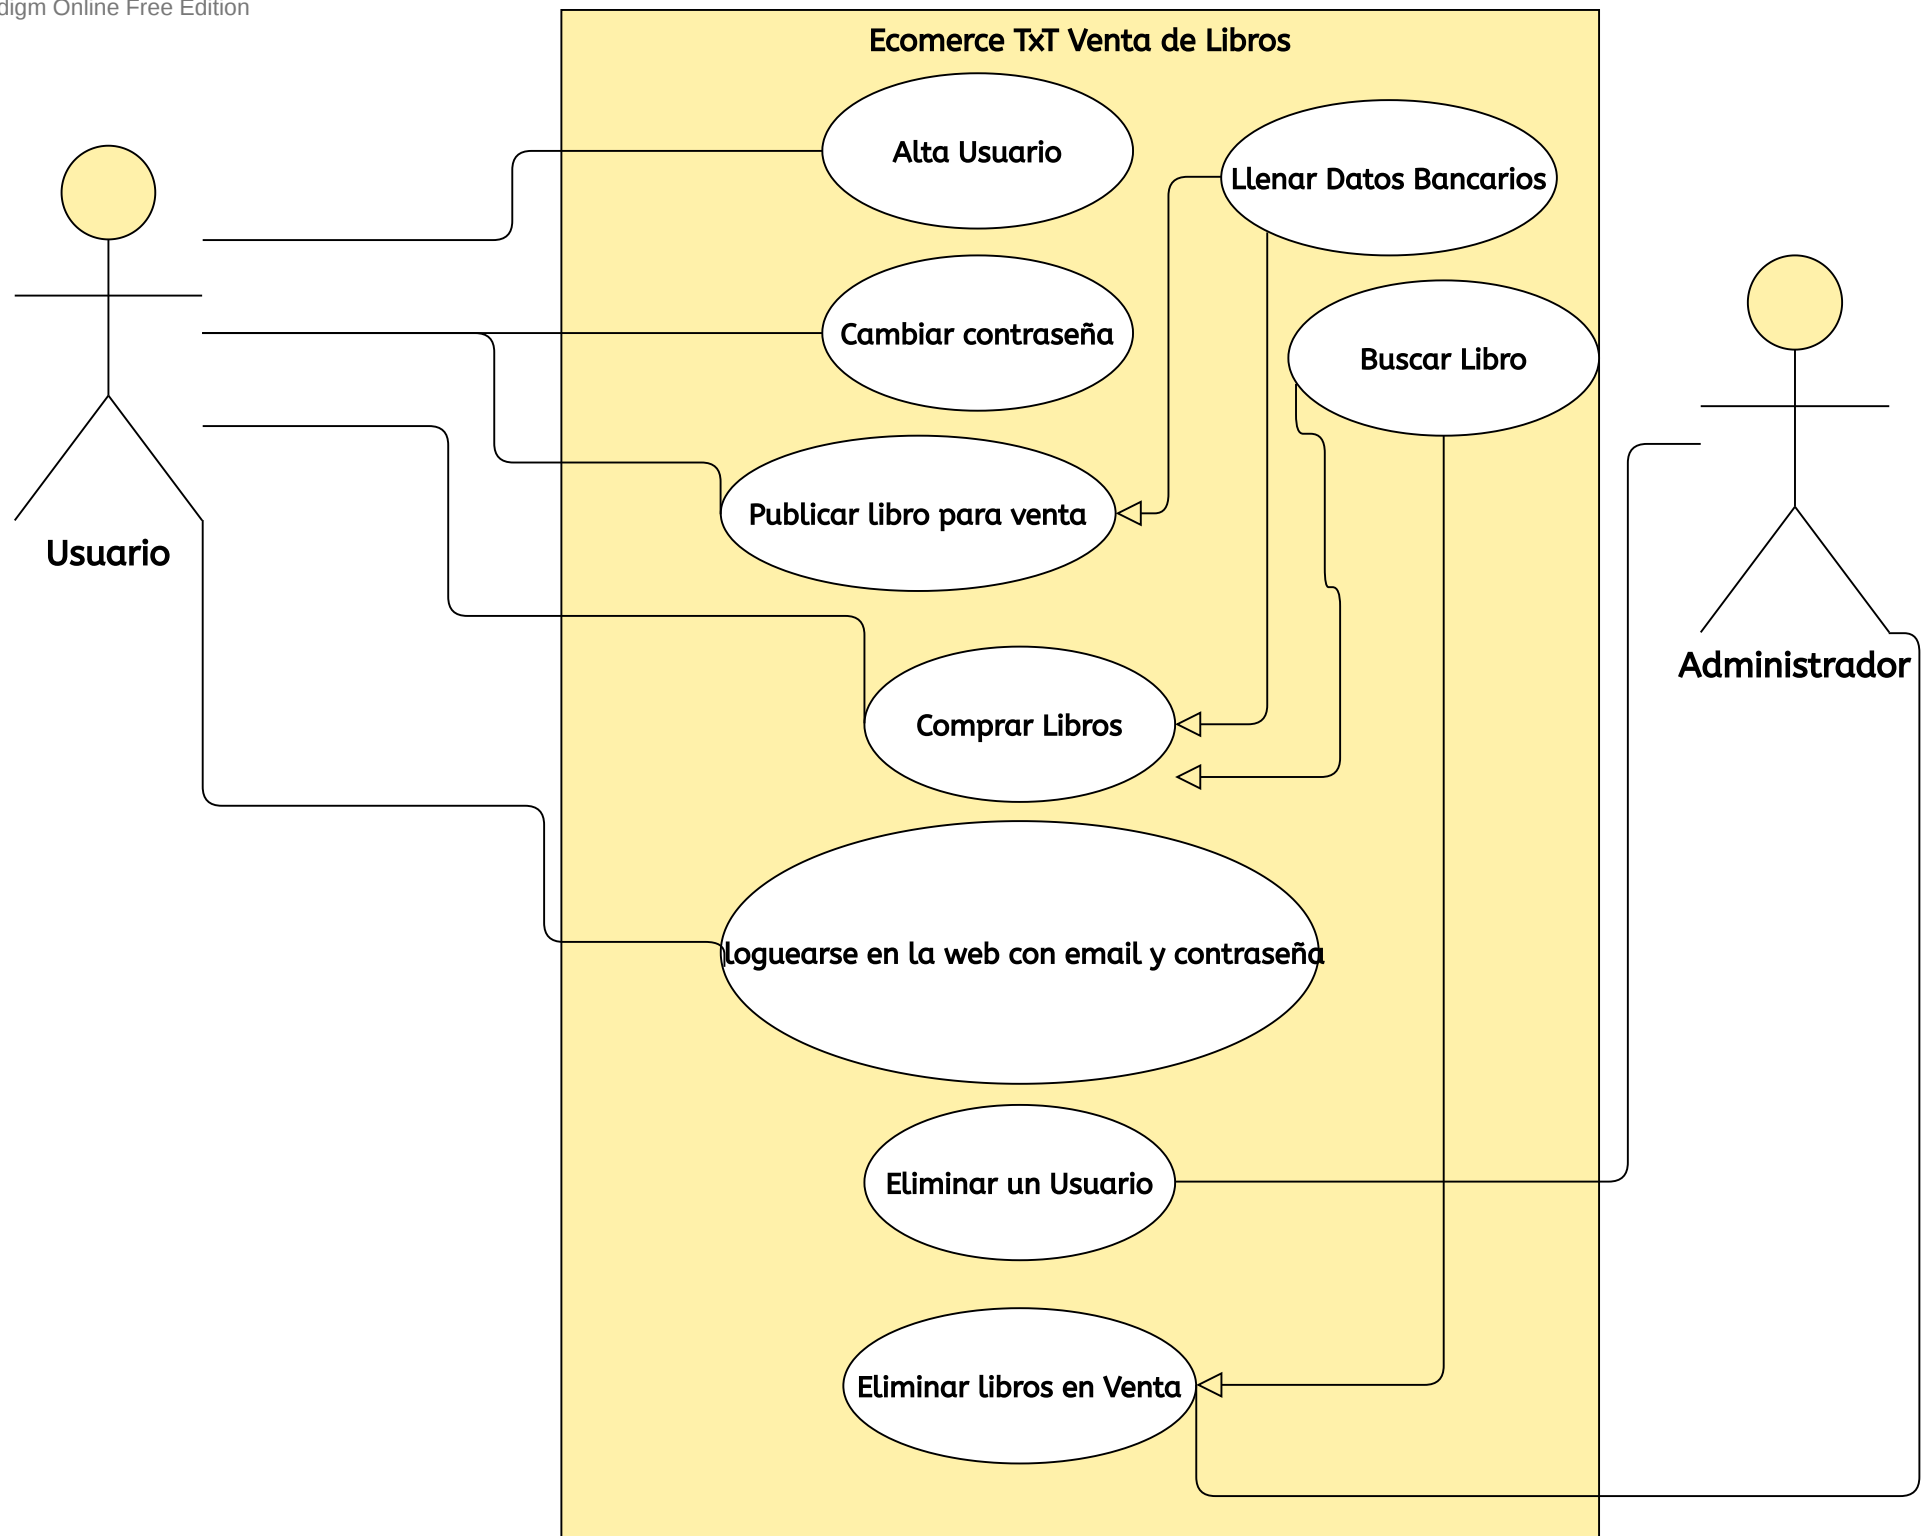 digm Online Free Edition
Ecomerce TxT Venta de Libros
Alta Usuario
Llenar Datos Bancarios
Cambiar contraseña
Buscar Libro
Publicar libro para venta
Usuario
Administrador
Comprar Libros
loguearse en la web con email y contraseña
Eliminar un Usuario
Eliminar libros en Venta